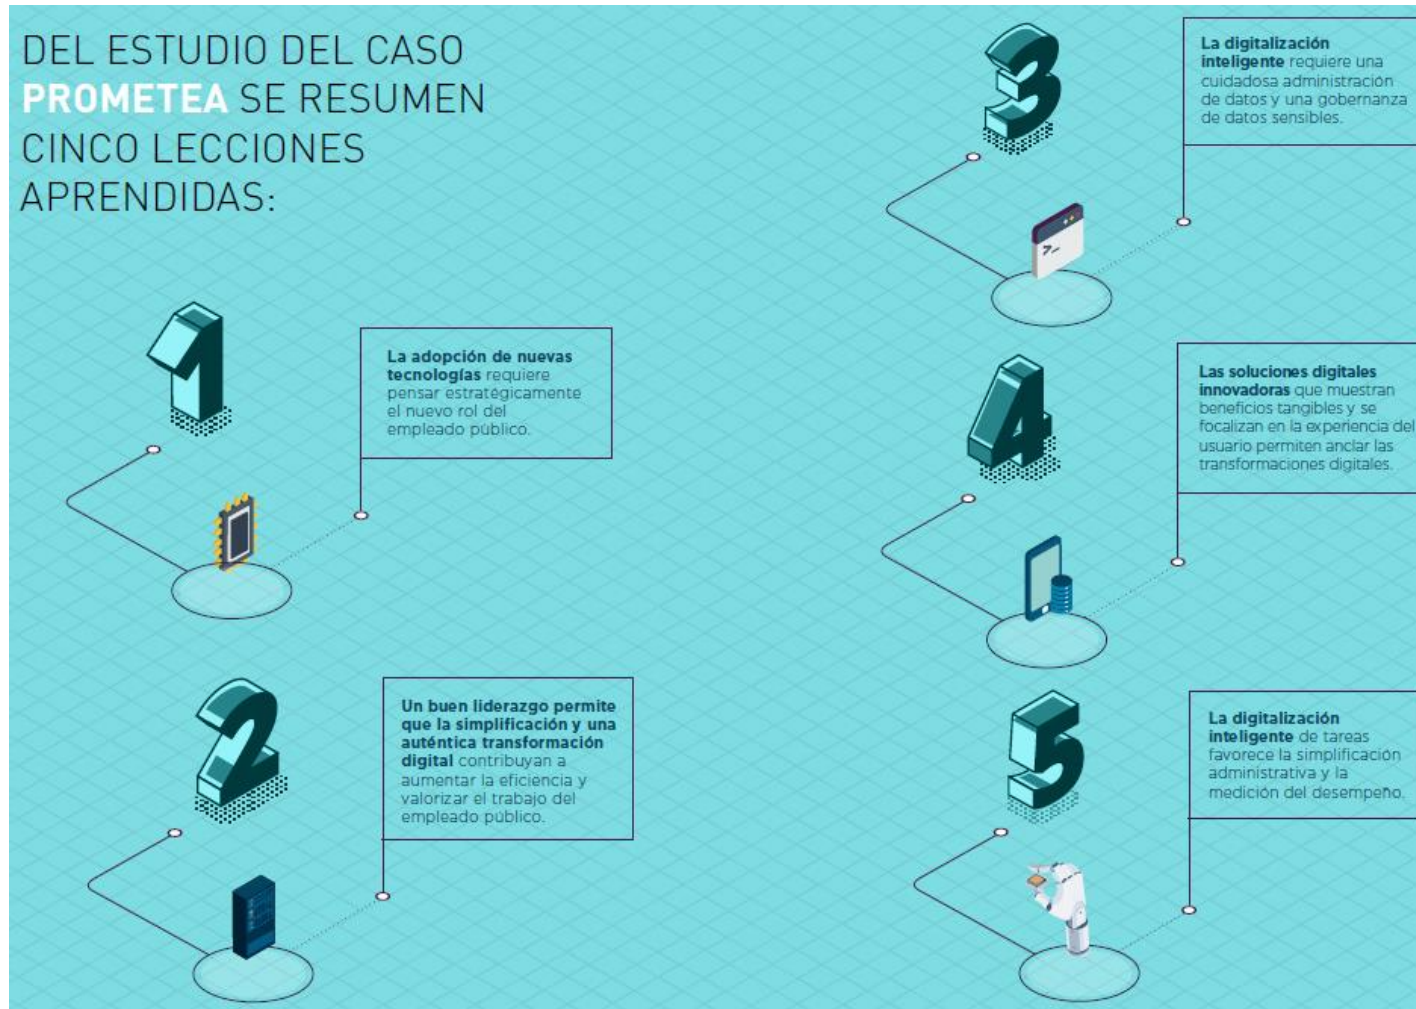 DEL ESTUDIO DEL CASO
PROMETEA SE RESUMEN
CINCO LECCIONES
APRENDIDAS:
1
La adopción de nuevas
tecnologías requiere
pensar estratégicamente
el nuevo rol del
empleado público.
2
Un buen liderazgo permite
que la simplificación y una
auténtica transformación
digital contribuyan a
aumentar la eficiencia y
valorizar el trabajo del
empleado público.
3
La digitalización
inteligente requiere una
cuidadosa administración
de datos y una gobernanza
de datos sensibles.
>_
4
Las soluciones digitales
innovadoras que muestran
beneficios tangibles y se
focalizan en la experiencia del
usuario permiten anclar las
transformaciones digitales.
5
La digitalización
inteligente de tareas
favorece la simplificación
administrativa y la
medición del desempeño.